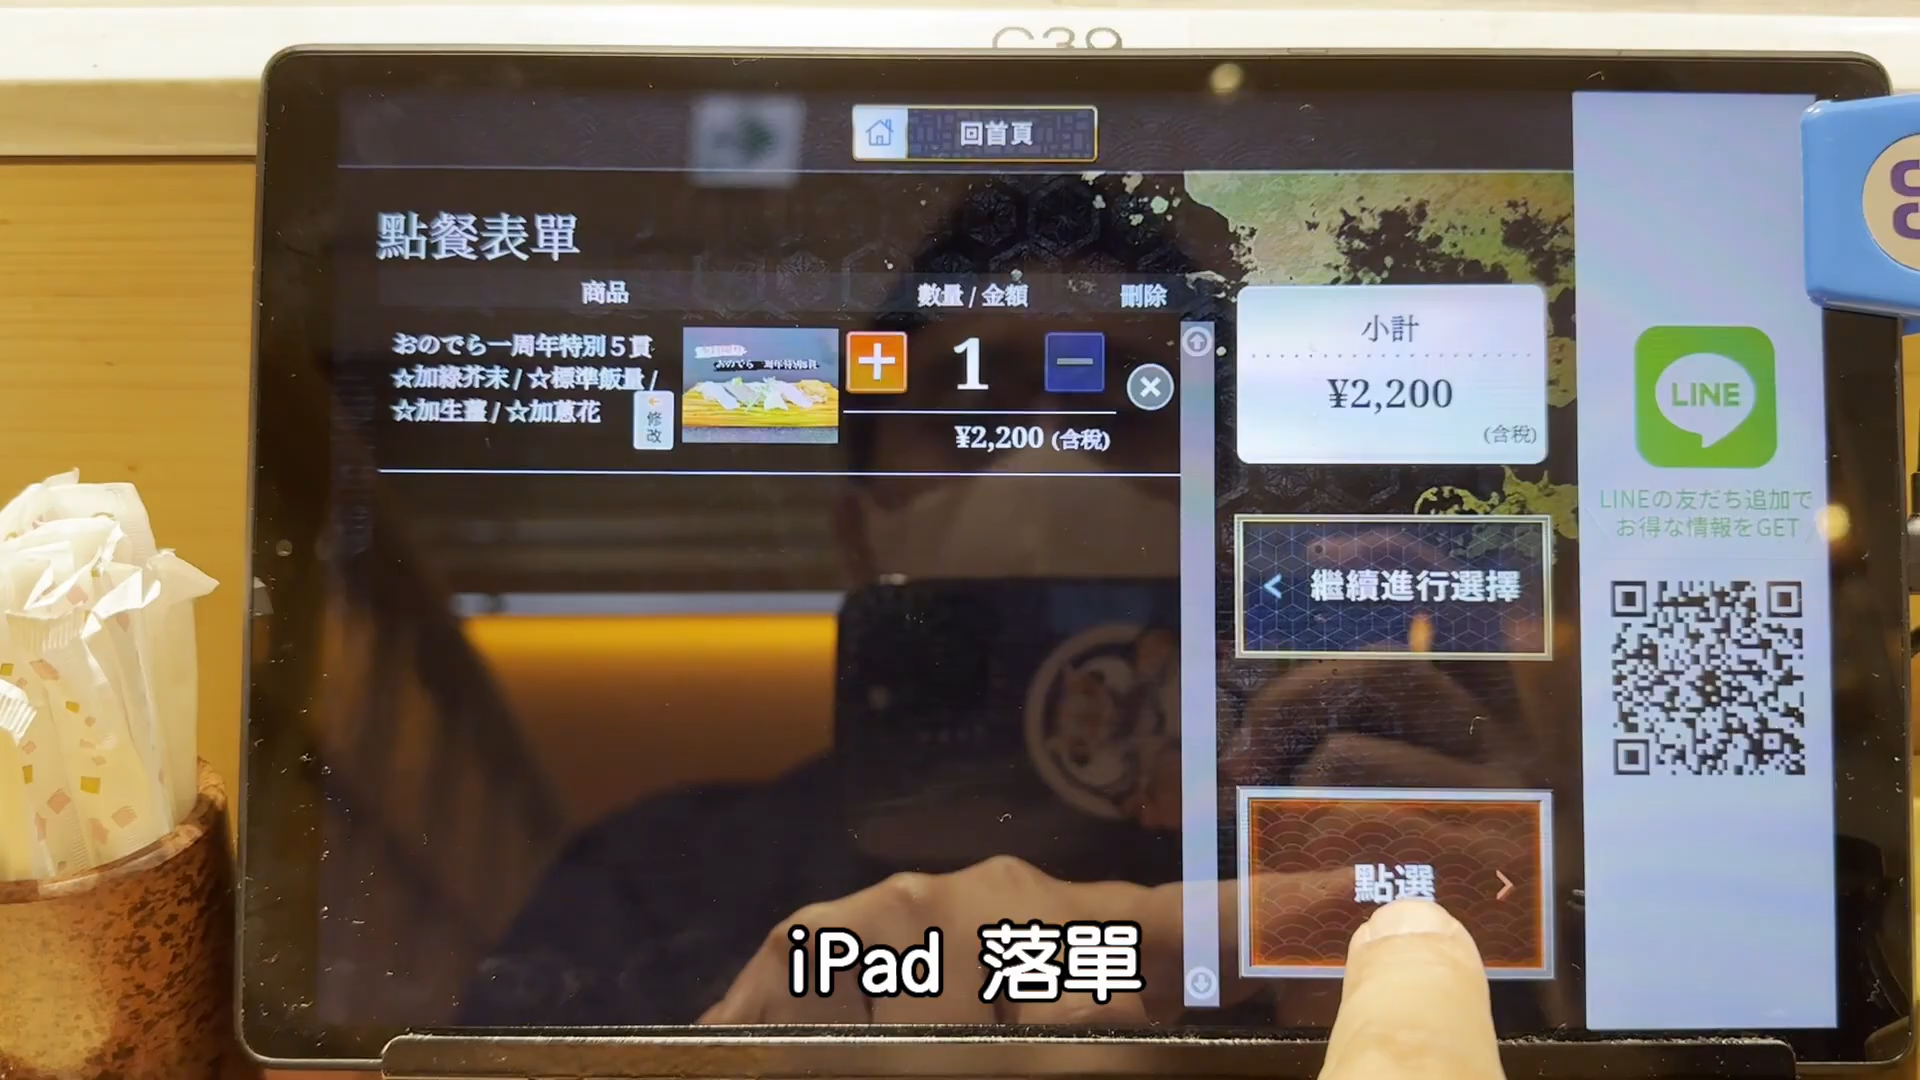 C39
回首頁
點餐表單
商品
數量 / 金額
刪除
おのでら一周年特別5貫
☆加綠芥末 / ☆標準飯量 /
☆加生薑 / ☆加蔥花
修改
1
¥2,200 (含稅)
小計
¥2,200
(含稅)
繼續進行選擇
點選
LINE
LINEの友だち追加で
お得な情報をGET
iPad 落單